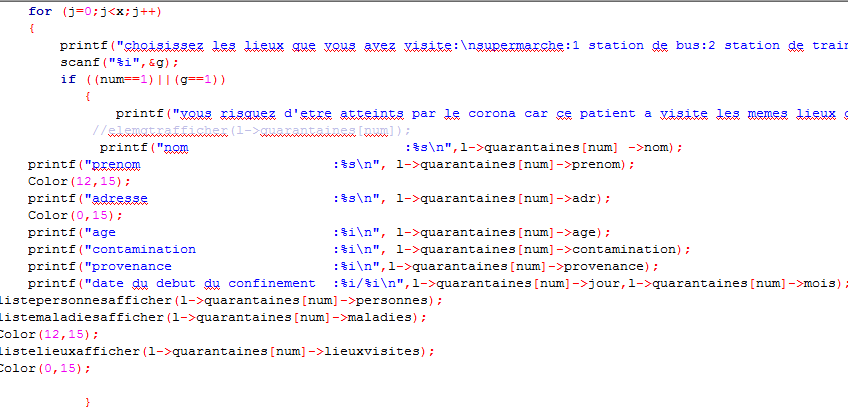 for (j=0;j<x;j++)
{
printf("choisissez les lieux que vous avez visite:\nsupermarche:1 station de bus:2 station de train
scanf("%i",&g);
if ((num==1)||(g==1))
{
printf("vous risquez d'etre atteints par le corona car ce patient a visite les memes lieux
//elemqtrafficher(l->quarantaines[num]);
printf("nom :%s\n",l->quarantaines[num] ->nom);
printf("prenom :%s\n", l->quarantaines[num]->prenom);
Color(12,15);
printf("adresse :%s\n", l->quarantaines[num]->adr);
Color(0,15);
printf("age :%i\n", l->quarantaines[num]->age);
printf("contamination :%i\n", l->quarantaines[num]->contamination);
printf("provenance :%i\n",l->quarantaines[num]->provenance);
printf("date du debut du confinement :%i/%i\n",l->quarantaines[num]->jour,l->quarantaines[num]->mois);
listepersonnesafficher(l->quarantaines[num]->personnes);
listemaladiesafficher(l->quarantaines[num]->maladies);
Color(12,15);
listelieuxafficher(l->quarantaines[num]->lieuxvisites);
Color(0,15);
}